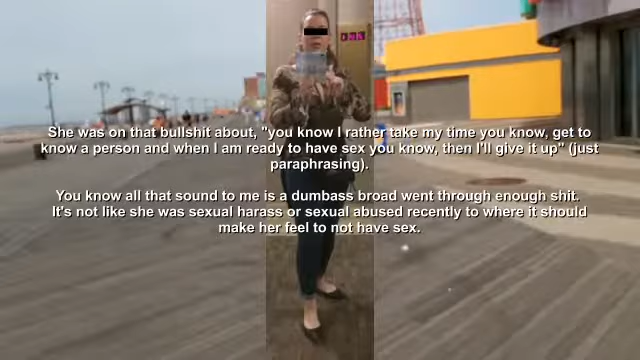 She was on that bullshit about, "you know I rather take my time you know, get to
know a person and when I am ready to have sex you know, then I'll give it up" (just
paraphrasing).
You know all that sound to me is a dumbass broad went through enough shit.
It's not like she was sexual harass or sexual abused recently to where it should
make her feel to not have sex.